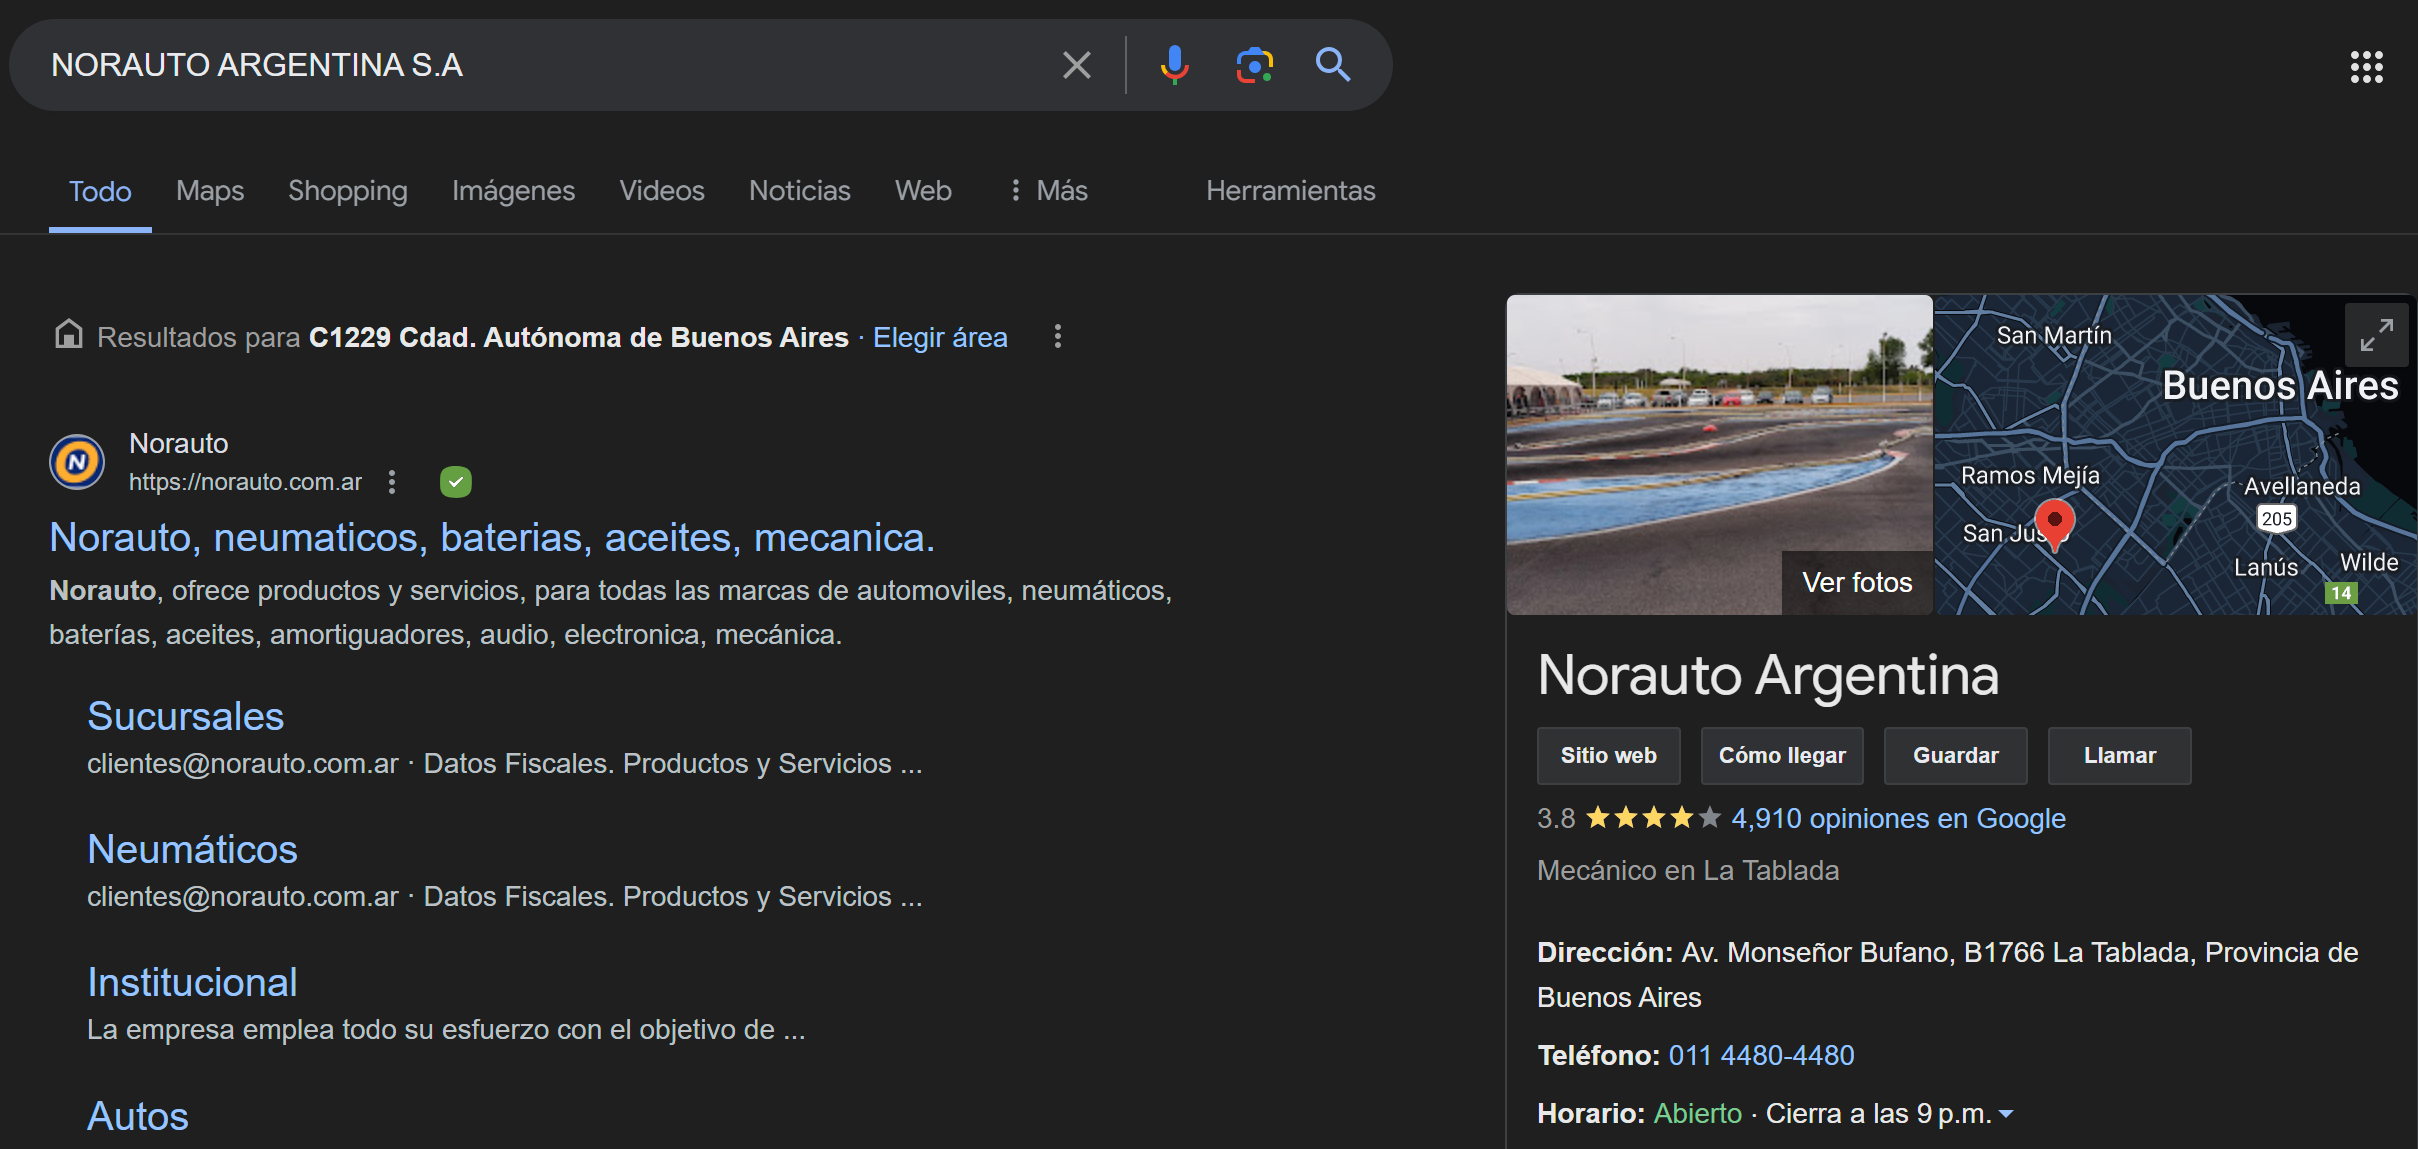 NORAUTO ARGENTINA S.A
Todo
Maps
Shopping
Imágenes
Videos
Noticias
Web
Más
Herramientas
Resultados para C1229 Cdad. Autónoma de Buenos Aires · Elegir área
N
Norauto
https://norauto.com.ar
Norauto, neumaticos, baterias, aceites, mecanica.
Norauto, ofrece productos y servicios, para todas las marcas de automoviles, neumáticos,
baterías, aceites, amortiguadores, audio, electronica, mecánica.
Sucursales
clientes@norauto.com.ar · Datos Fiscales. Productos y Servicios ...
Neumáticos
clientes@norauto.com.ar · Datos Fiscales. Productos y Servicios ...
Institucional
La empresa emplea todo su esfuerzo con el objetivo de ...
Autos
Ver fotos
San Martín
Buenos Aires
Ramos Mejía
Avellaneda
205
San Jus
Lanús
Wilde
14
Norauto Argentina
Sitio web
Cómo llegar
Guardar
Llamar
3.8 4,910 opiniones en Google
Mecánico en La Tablada
Dirección: Av. Monseñor Bufano, B1766 La Tablada, Provincia de
Buenos Aires
Teléfono: 011 4480-4480
Horario: Abierto · Cierra a las 9 p.m.